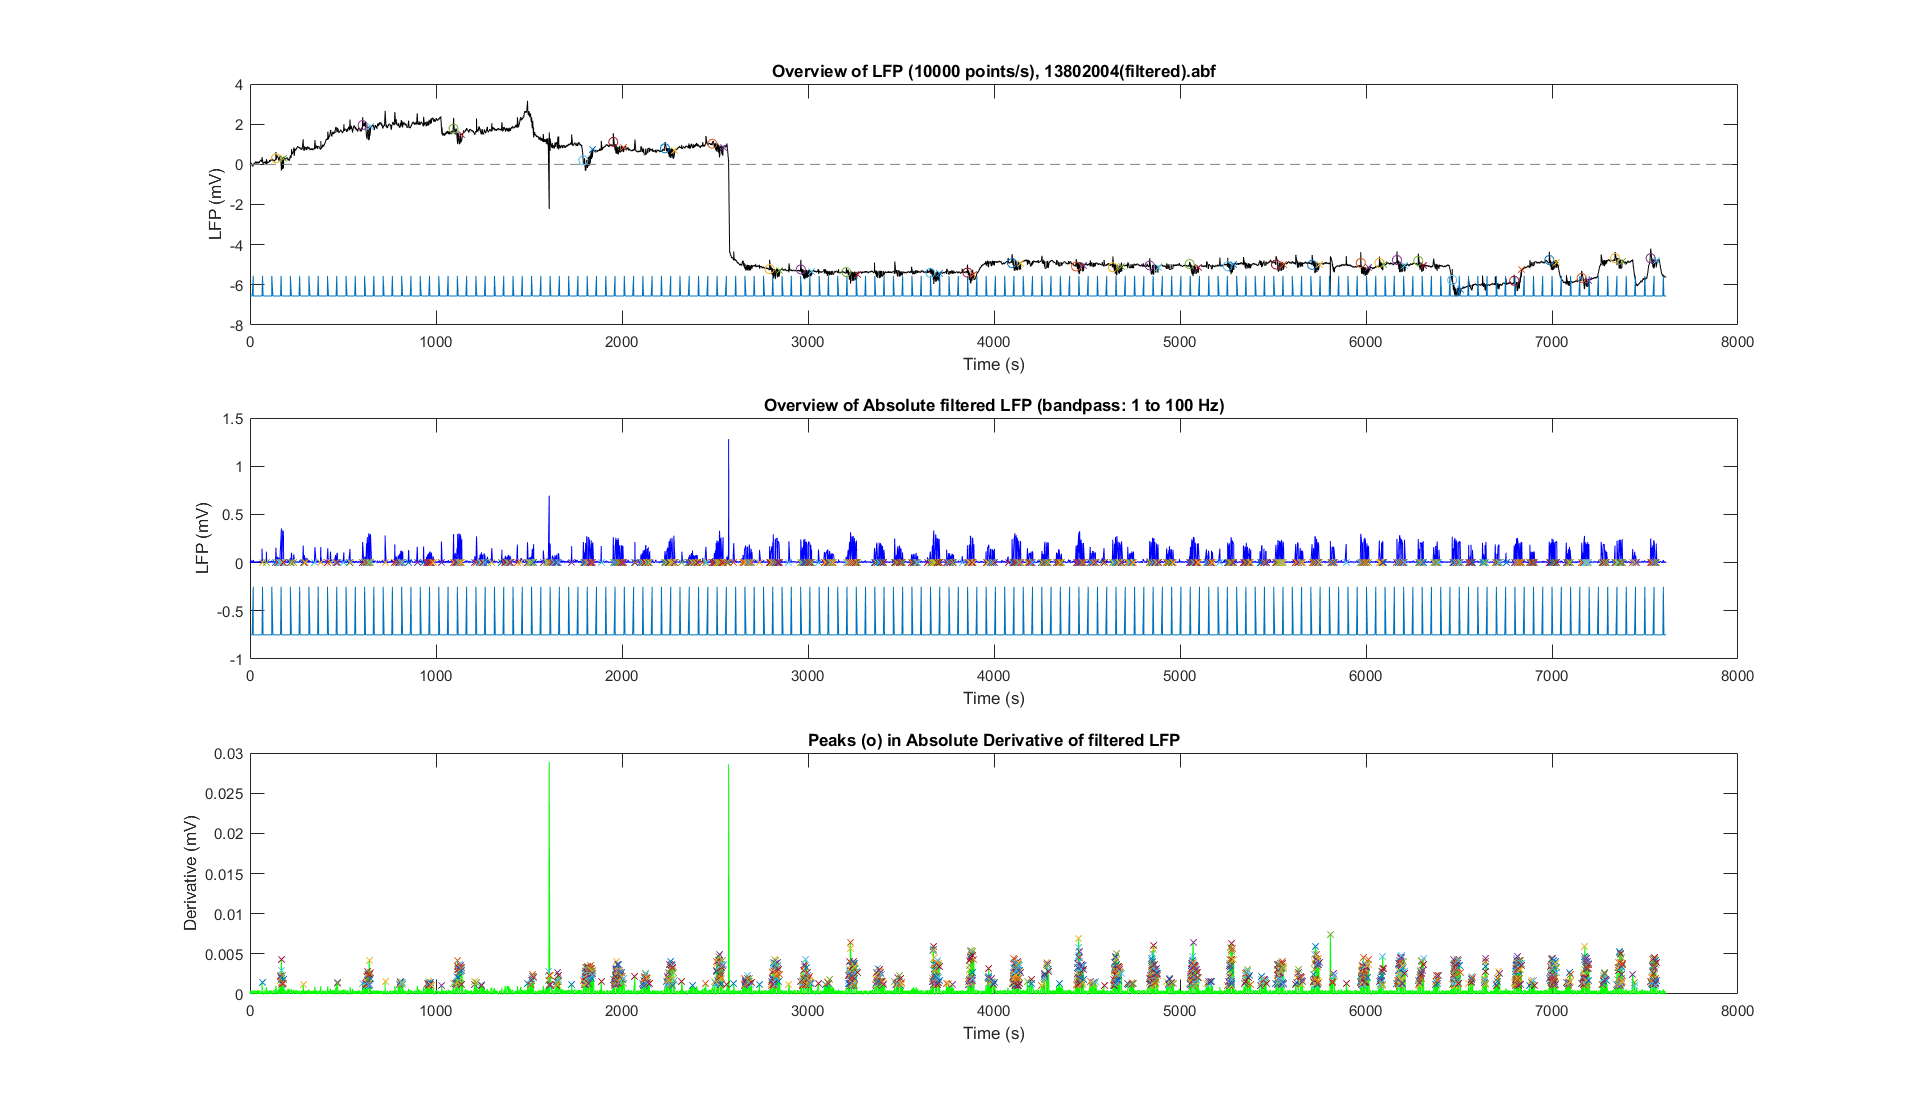 Overview of LFP (10000 points/s), 13802004(filtered).abf
4
2
0
-2
-4
-6
-8
LFP (mV)
0 1000 2000 3000 4000 5000 6000 7000 8000
Time (s)
Overview of Absolute filtered LFP (bandpass: 1 to 100 Hz)
1.5
1
0.5
0
-0.5
-1
LFP (mV)
0 1000 2000 3000 4000 5000 6000 7000 8000
Time (s)
Peaks (o) in Absolute Derivative of filtered LFP
0.03
0.025
0.02
0.015
0.01
0.005
0
Derivative (mV)
0 1000 2000 3000 4000 5000 6000 7000 8000
Time (s)